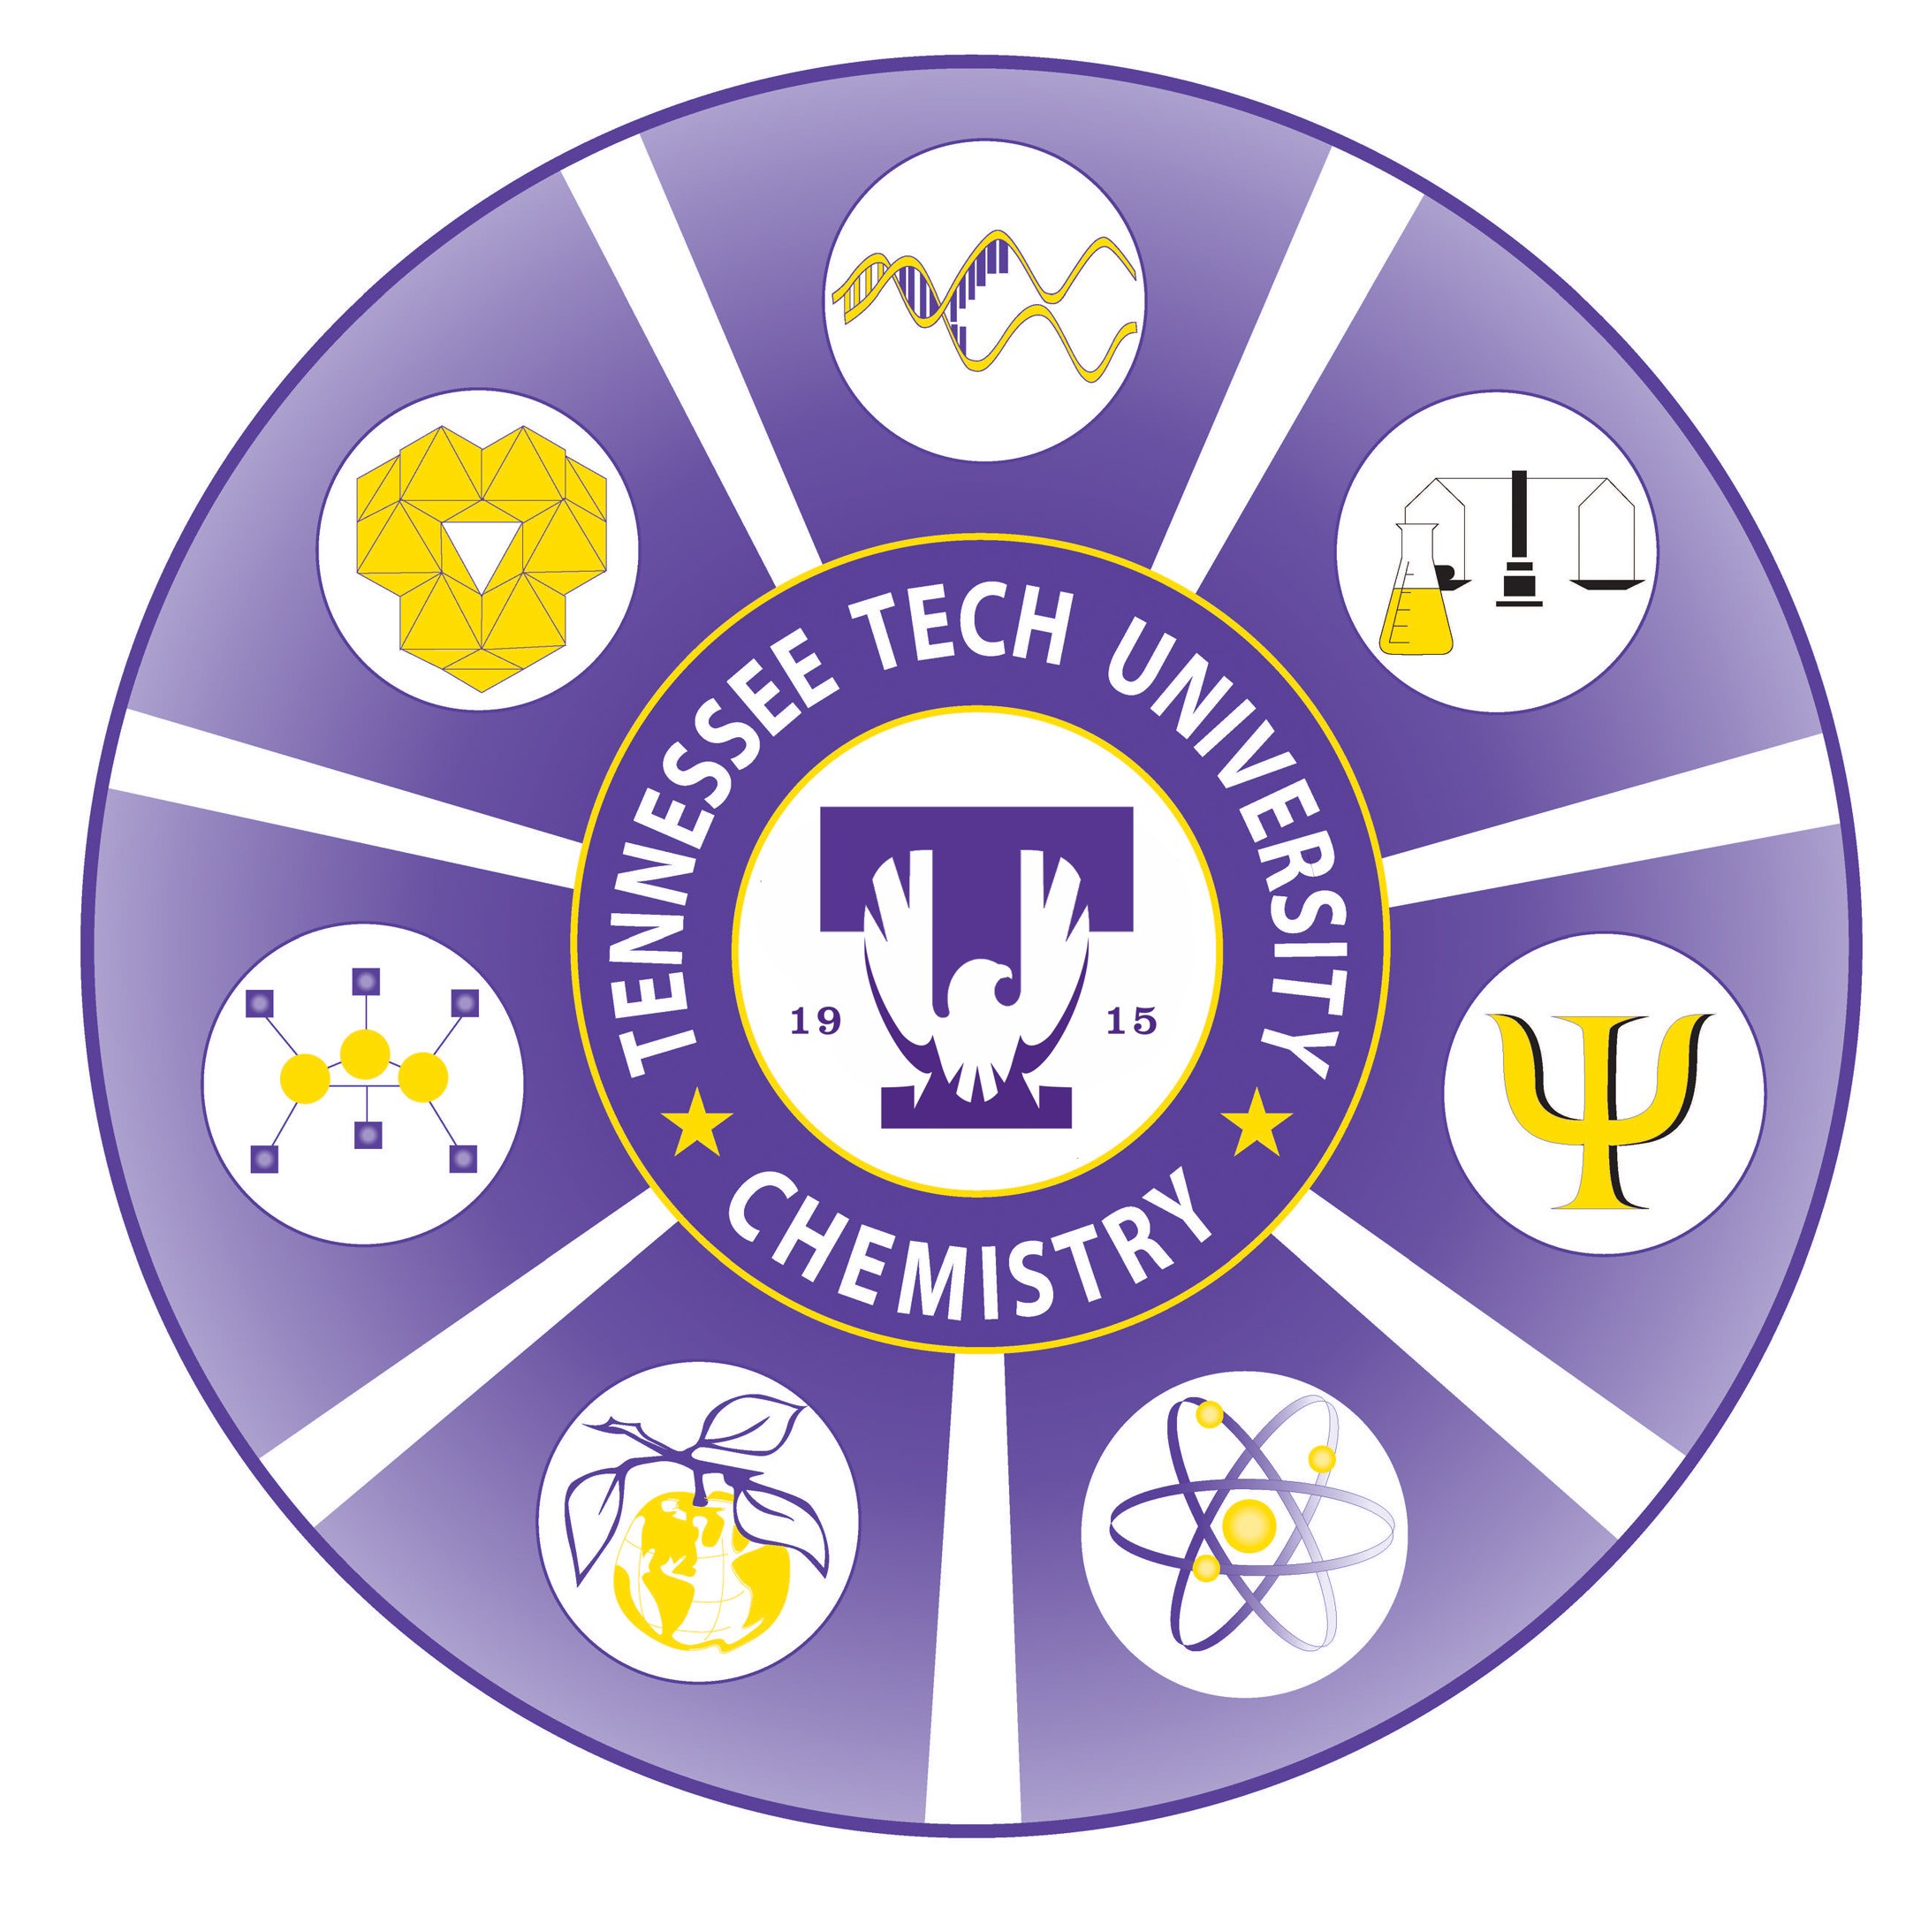 TENNESSEE TECH UNIVERSITY
19 15
CHEMISTRY
Ψ